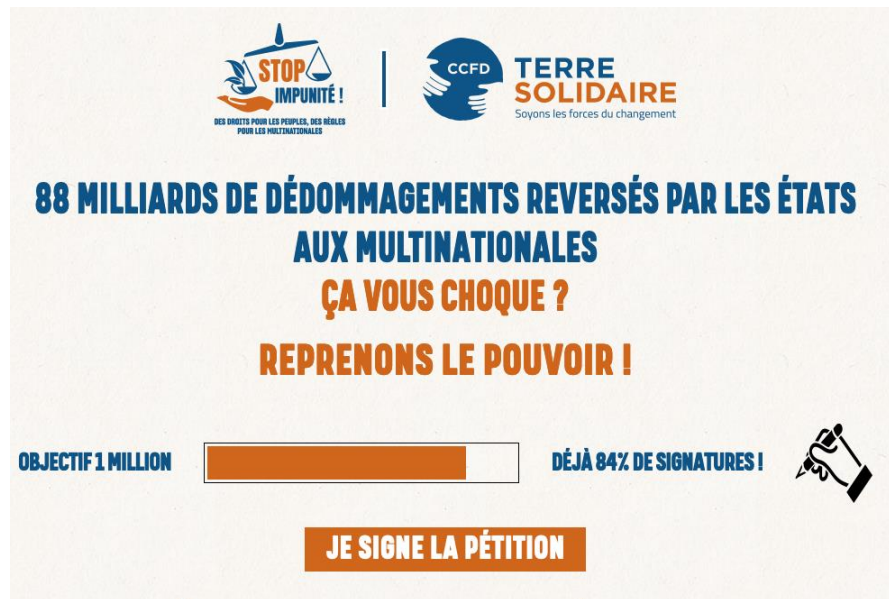 STOP
IMPUNITÉ !
DES DROITS POUR LES PEUPLES, DES RÈGLES
POUR LES MULTINATIONALES
CCFD
TERRE
SOLIDAIRE
Soyons les forces du changement
88 MILLIARDS DE DÉDOMMAGEMENTS REVERSÉS PAR LES ÉTATS
AUX MULTINATIONALES
ÇA VOUS CHOQUE ?
REPRENONS LE POUVOIR !
OBJECTIF 1 MILLION
DÉJÀ 84% DE SIGNATURES !
JE SIGNE LA PÉTITION